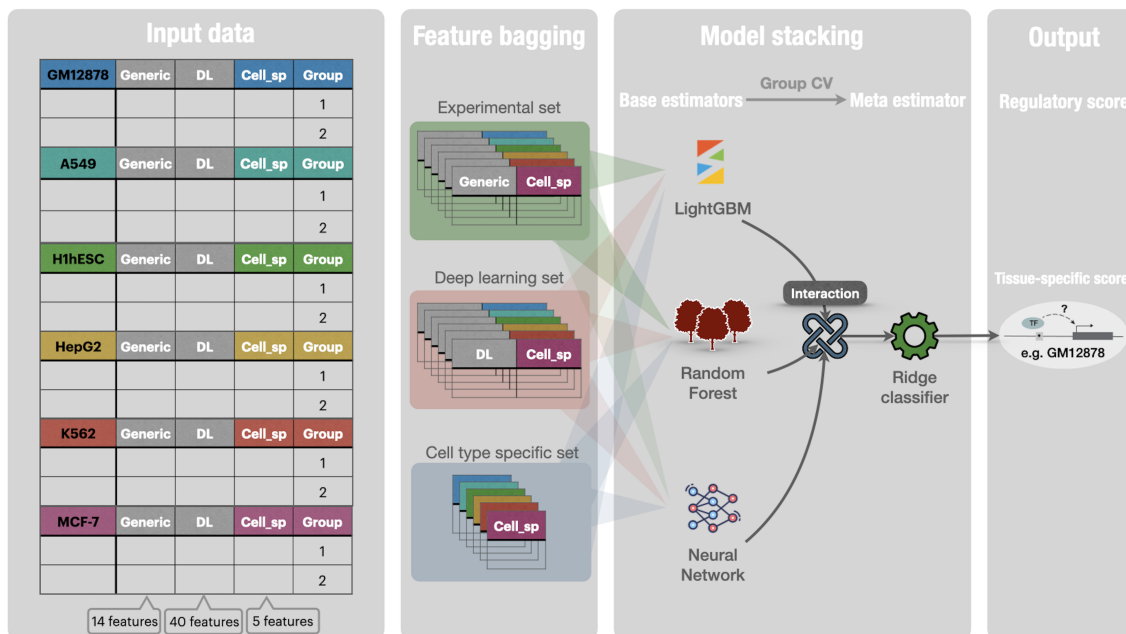 Input data
GM12878 Generic DL Cell_sp Group
1
2
A549 Generic DL Cell_sp Group
1
2
H1hESC Generic DL Cell_sp Group
1
2
HepG2 Generic DL Cell_sp Group
1
2
K562 Generic DL Cell_sp Group
1
2
MCF-7 Generic DL Cell_sp Group
1
2
14 features 40 features 5 features
Feature bagging
Experimental set
Generic Cell_sp
Deep learning set
DL Cell_sp
Cell type specific set
Cell_sp
Model stacking
Group CV
Base estimators Meta estimator
LightGBM
Interaction
Random
Forest
Ridge
classifier
Neural
Network
Output
Regulatory score
Tissue-specific score
TF ?
e.g. GM12878